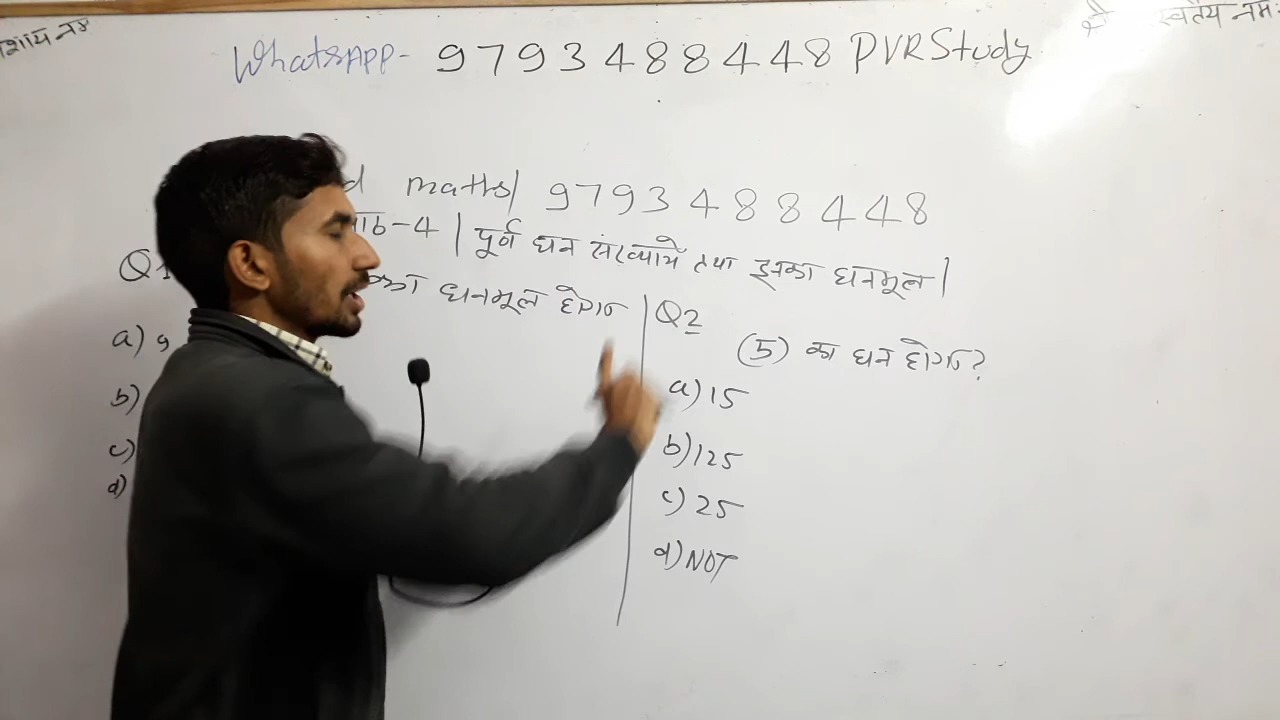 WhatsApp- 9793488448 PVRStudy
maths/ 9793488448
-4 | पूर्ण घन संख्यायें तथा इनका घनमूल |
Q1 का घनमूल होगा
a) 9
b)
c)
d)
Q2
(5) का घन होगा?
a) 15
b) 125
c) 25
d) NOT